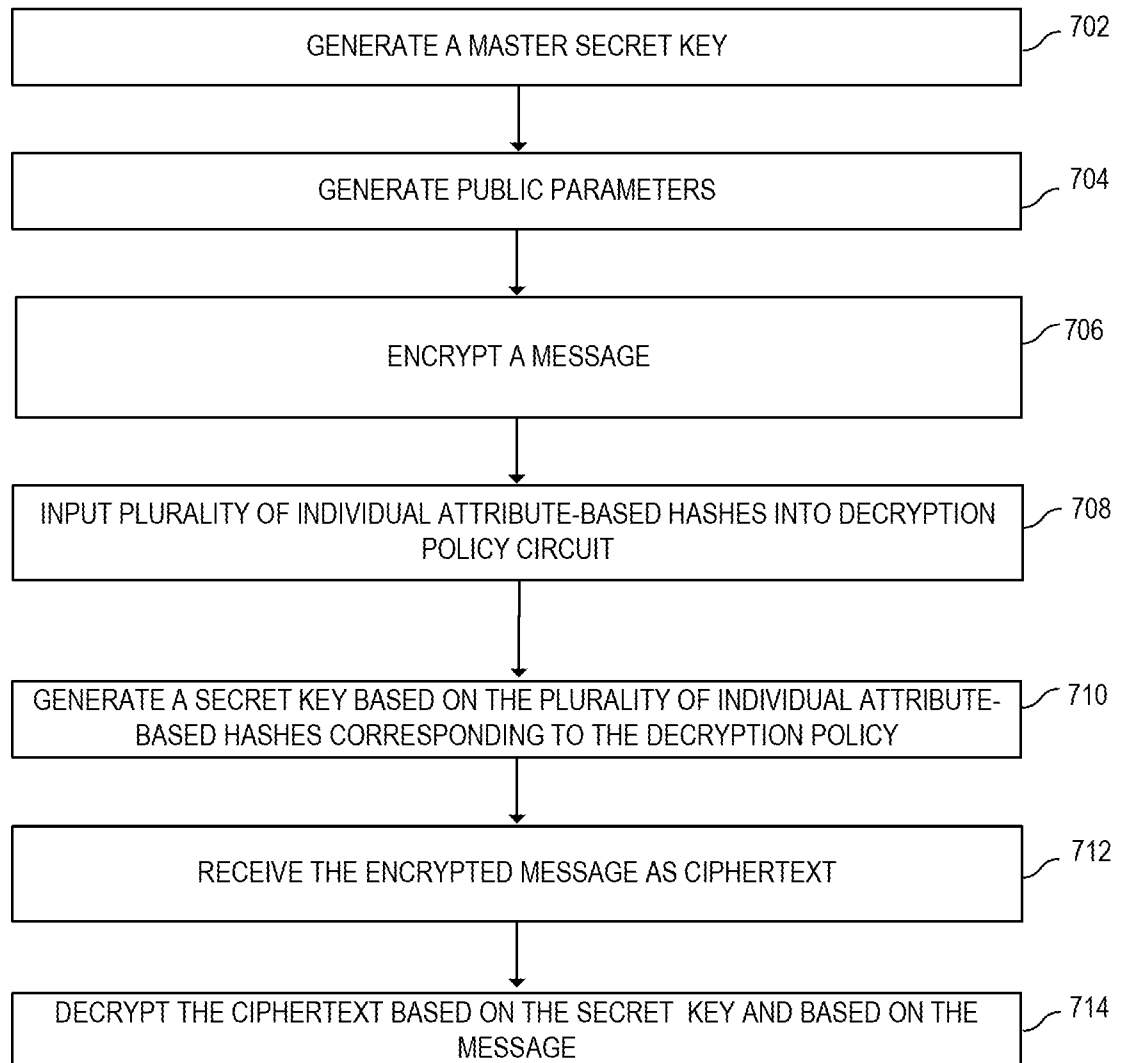 GENERATE A MASTER SECRET KEY
702
GENERATE PUBLIC PARAMETERS
704
ENCRYPT A MESSAGE
706
INPUT PLURALITY OF INDIVIDUAL ATTRIBUTE-BASED HASHES INTO DECRYPTION
POLICY CIRCUIT
708
GENERATE A SECRET KEY BASED ON THE PLURALITY OF INDIVIDUAL ATTRIBUTE-
BASED HASHES CORRESPONDING TO THE DECRYPTION POLICY
710
RECEIVE THE ENCRYPTED MESSAGE AS CIPHERTEXT
712
DECRYPT THE CIPHERTEXT BASED ON THE SECRET KEY AND BASED ON THE
MESSAGE
714